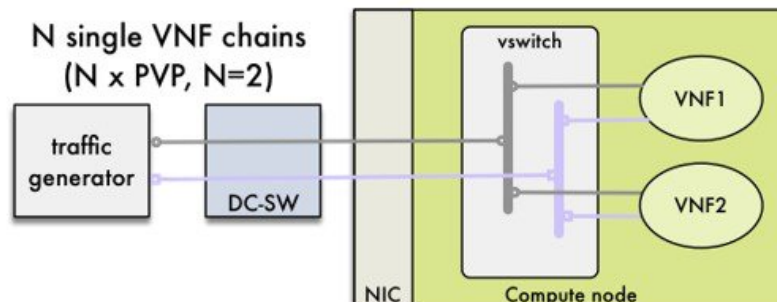 N single VNF chains
(N x PVP, N=2)
traffic
generator
DC-SW
NIC
vswitch
VNF1
VNF2
Compute node